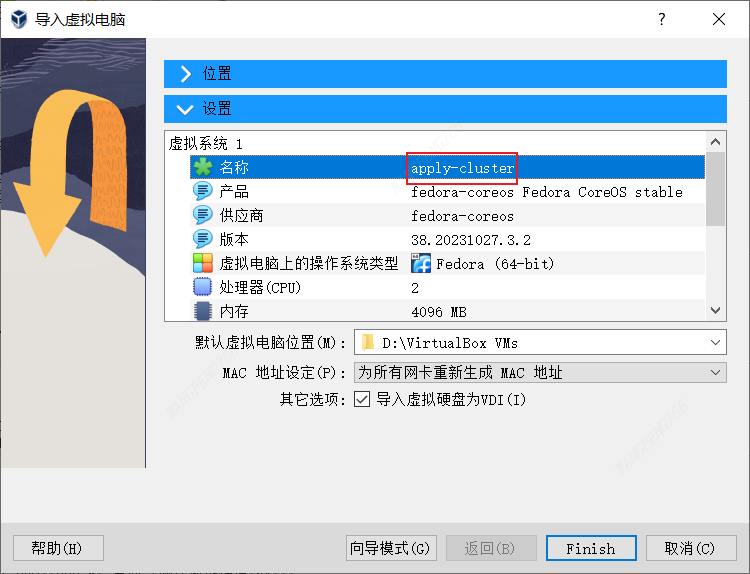 导入虚拟电脑
位置
设置
虚拟系统 1
名称 apply-cluster
产品 fedora-coreos Fedora CoreOS stable
供应商 fedora-coreos
版本 38.20231027.3.2
虚拟电脑上的操作系统类型 Fedora (64-bit)
处理器(CPU) 2
内存 4096 MB
默认虚拟电脑位置(M): D:\VirtualBox VMs
MAC 地址设定(P): 为所有网卡重新生成 MAC 地址
其它选项: 导入虚拟硬盘为VDI(I)
帮助(H) 向导模式(G) 返回(B) Finish 取消(C)